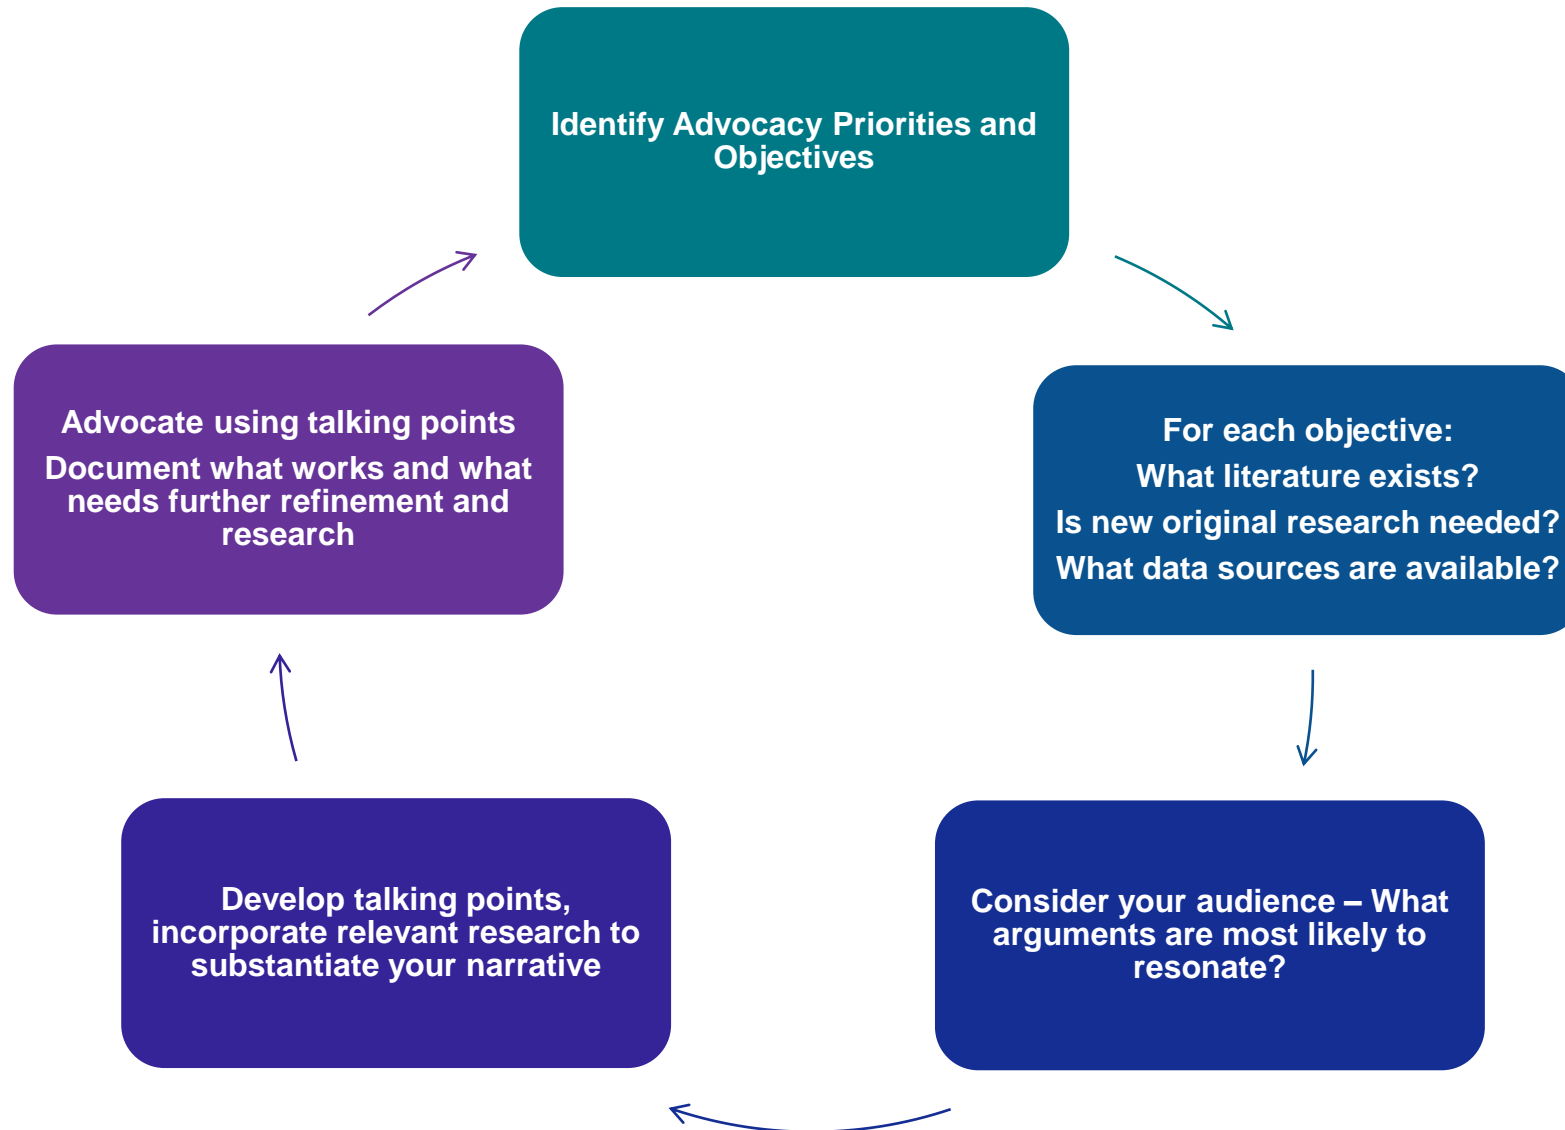 Identify Advocacy Priorities and
Objectives
For each objective:
What literature exists?
Is new original research needed?
What data sources are available?
Consider your audience – What
arguments are most likely to
resonate?
Develop talking points,
incorporate relevant research to
substantiate your narrative
Advocate using talking points
Document what works and what
needs further refinement and
research